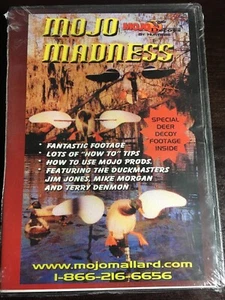 MOJO
MADNESS
MOJO
SPECIAL
DEER
DECOY
FOOTAGE
INSIDE
• FANTASTIC FOOTAGE
• LOTS OF "HOW TO" TIPS
• HOW TO USE MOJO PRODS.
• FEATURING THE DUCKMASTERS
JIM JONES, MIKE MORGAN
AND TERRY DENMON
www.mojomallard.com
1-866-216-6656